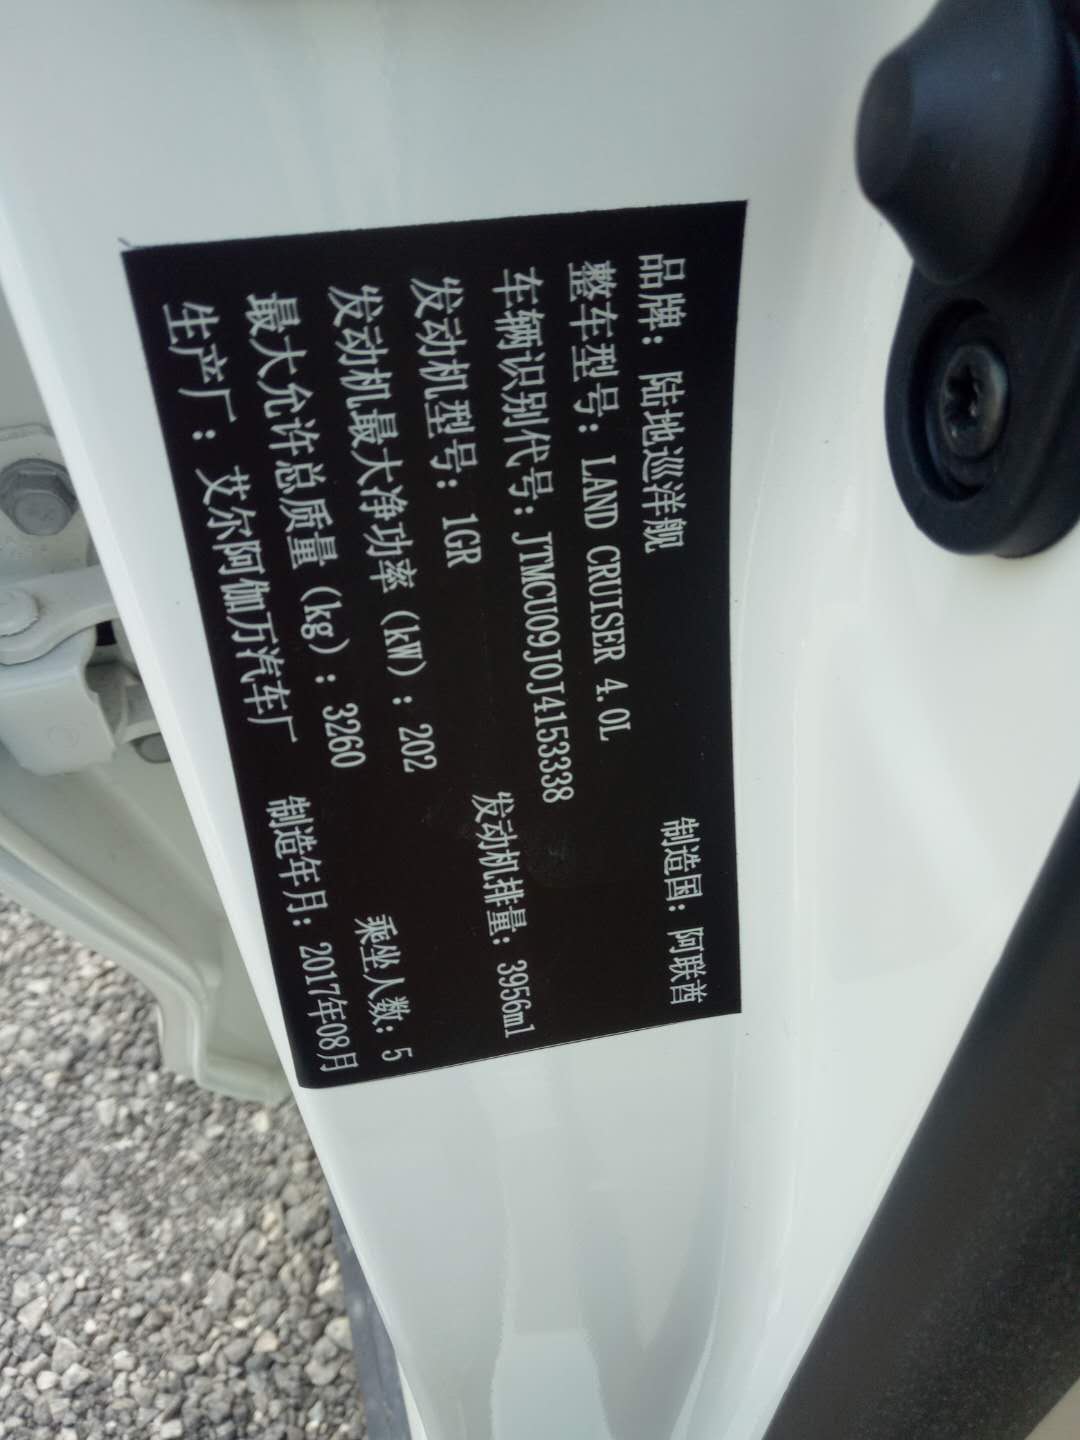 品牌：陆地巡洋舰 制造国：阿联酋
整车型号：LAND CRUISER 4.0L
车辆识别代号：JTMCU09J0J4153338
发动机型号：1GR 发动机排量：3956ml
发动机最大净功率（kW）：202
最大允许总质量（kg）：3260 乘坐人数：5
生产厂：艾尔阿伽万汽车厂 制造年月：2017年08月